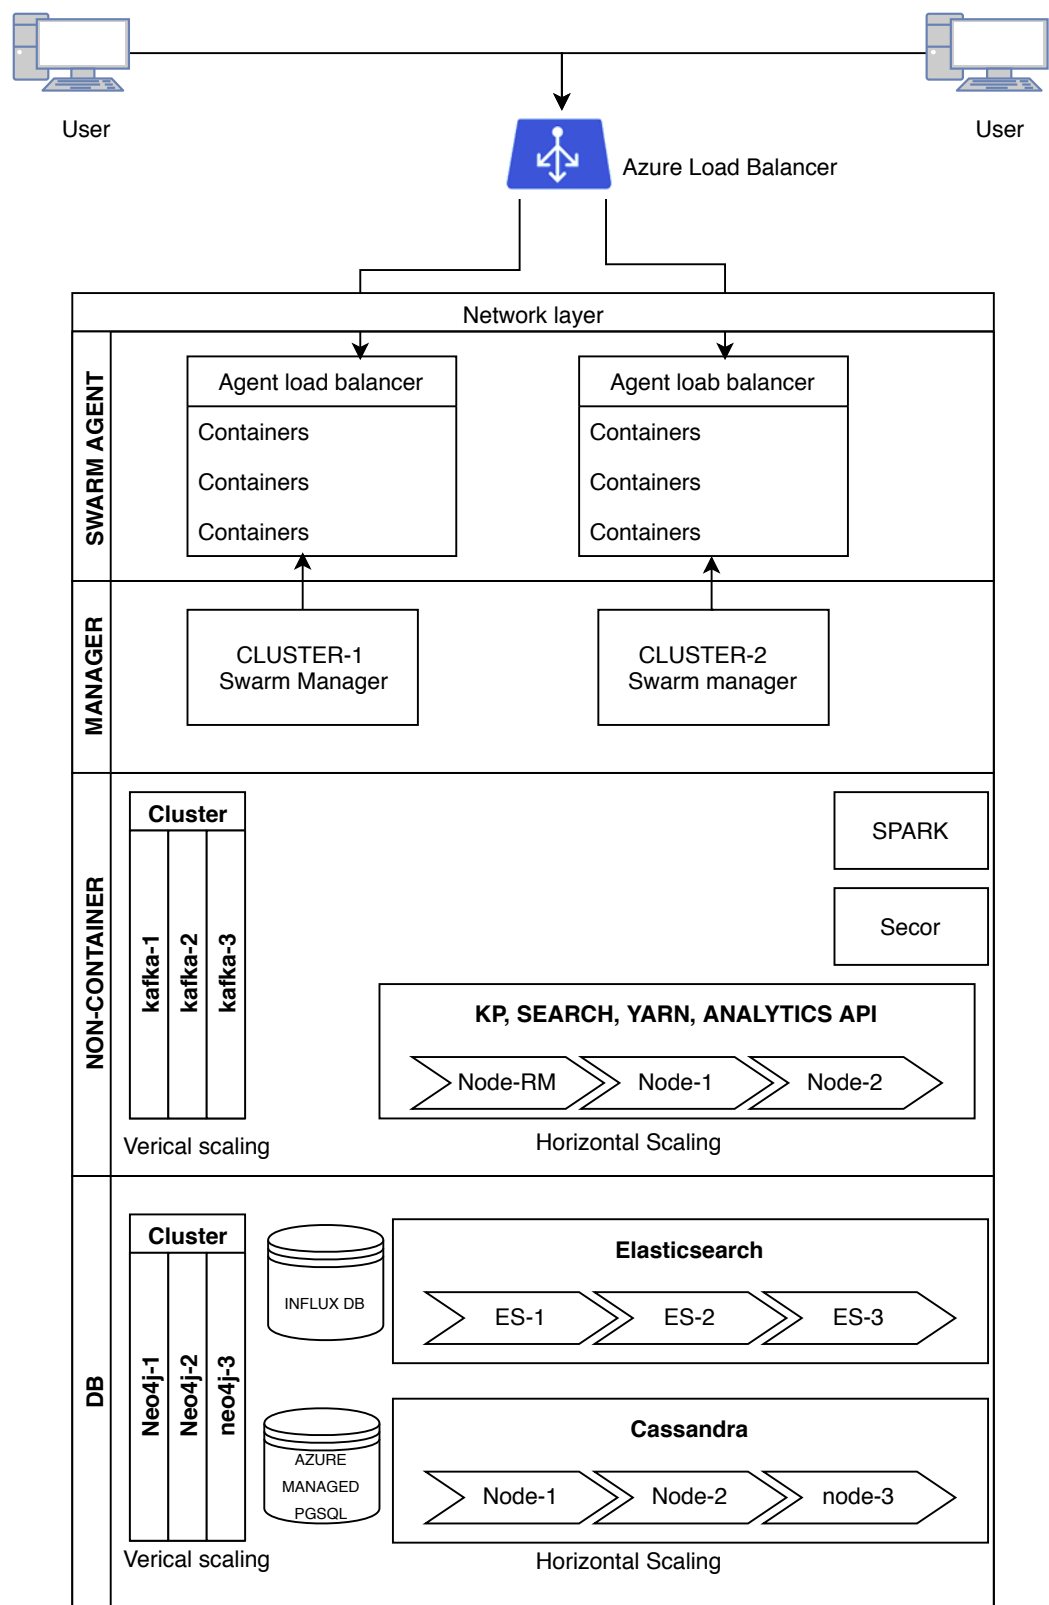 User
User
Azure Load Balancer
Network layer
SWARM AGENT
Agent load balancer
Containers
Containers
Containers
Agent loab balancer
Containers
Containers
Containers
MANAGER
CLUSTER-1
Swarm Manager
CLUSTER-2
Swarm manager
NON-CONTAINER
Cluster
kafka-1
kafka-2
kafka-3
Verical scaling
SPARK
Secor
KP, SEARCH, YARN, ANALYTICS API
Node-RM
Node-1
Node-2
Horizontal Scaling
DB
Cluster
Neo4j-1
Neo4j-2
neo4j-3
Verical scaling
INFLUX DB
AZURE
MANAGED
PGSQL
Elasticsearch
ES-1
ES-2
ES-3
Cassandra
Node-1
Node-2
node-3
Horizontal Scaling